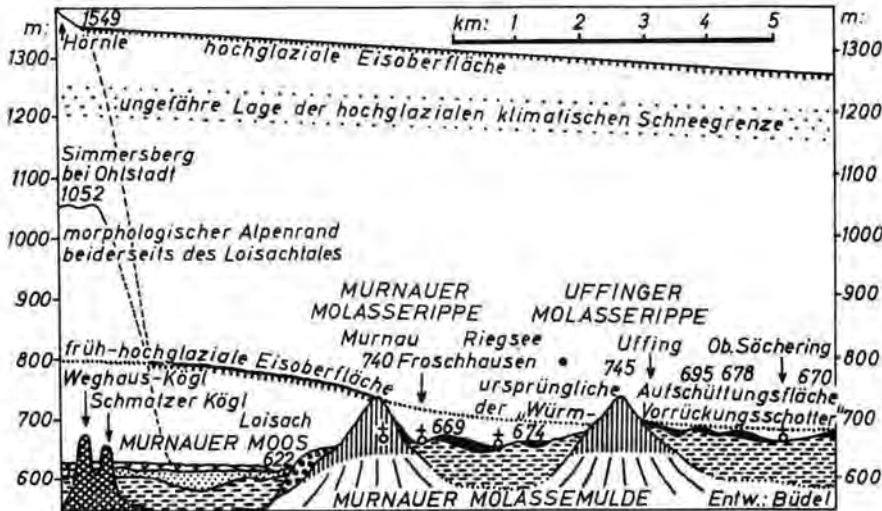 m:
1549
km: 1 2 3 4 5
m:
1300
Hörnle
hochglaziale Eisoberfläche
1300
ungefähre Lage der hochglazialen klimatischen Schneegrenze
1200
1200
Simmersberg
bei Ohlstadt
1100
1100
1052
1000
morphologischer Alpenrand
beiderseits des Loisachtales
1000
900
MURNAUER
MOLASSERIPPE
UFFINGER
MOLASSERIPPE
900
800
früh-hochglaziale Eisoberfläche
Murnau
740
Riegsee
Froschhausen
745
Uffing
Ob. Söchering
800
695 678
670
Weghaus-Kögl
Schmalzer Kögl
ursprüngliche Aufschüttungsfläche
der „Würm-Vorrückungsschotter"
700
700
Loisach
MURNAUER MOOS
622
669
674
600
600
MURNAUER MOLASSEMULDE
Entw.: Büdel